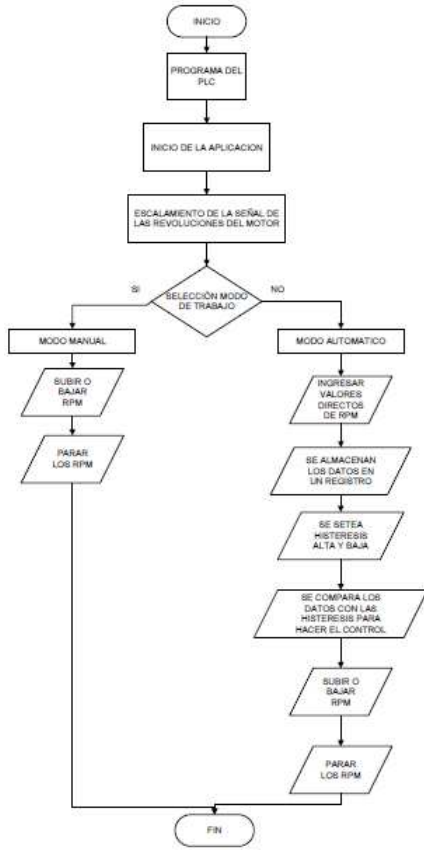 INICIO
PROGRAMA DEL
PLC
INICIO DE LA APLICACION
ESCALAMIENTO DE LA SEÑAL DE
LAS REVOLUCIONES DEL MOTOR
SI
SELECCIÓN MODO
DE TRABAJO
NO
MODO MANUAL
SUBIR O
BAJAR
RPM
PARAR
LOS RPM
MODO AUTOMATICO
INGRESAR
VALORES
DIRECTOS
DE RPM
SE ALMACENAN
LOS DATOS EN
UN REGISTRO
SE SETEA
HISTERESIS
ALTA Y BAJA
SE COMPARA LOS
DATOS CON LAS
HISTERESIS PARA
HACER EL CONTROL
SUBIR O
BAJAR
RPM
PARAR
LOS RPM
FIN